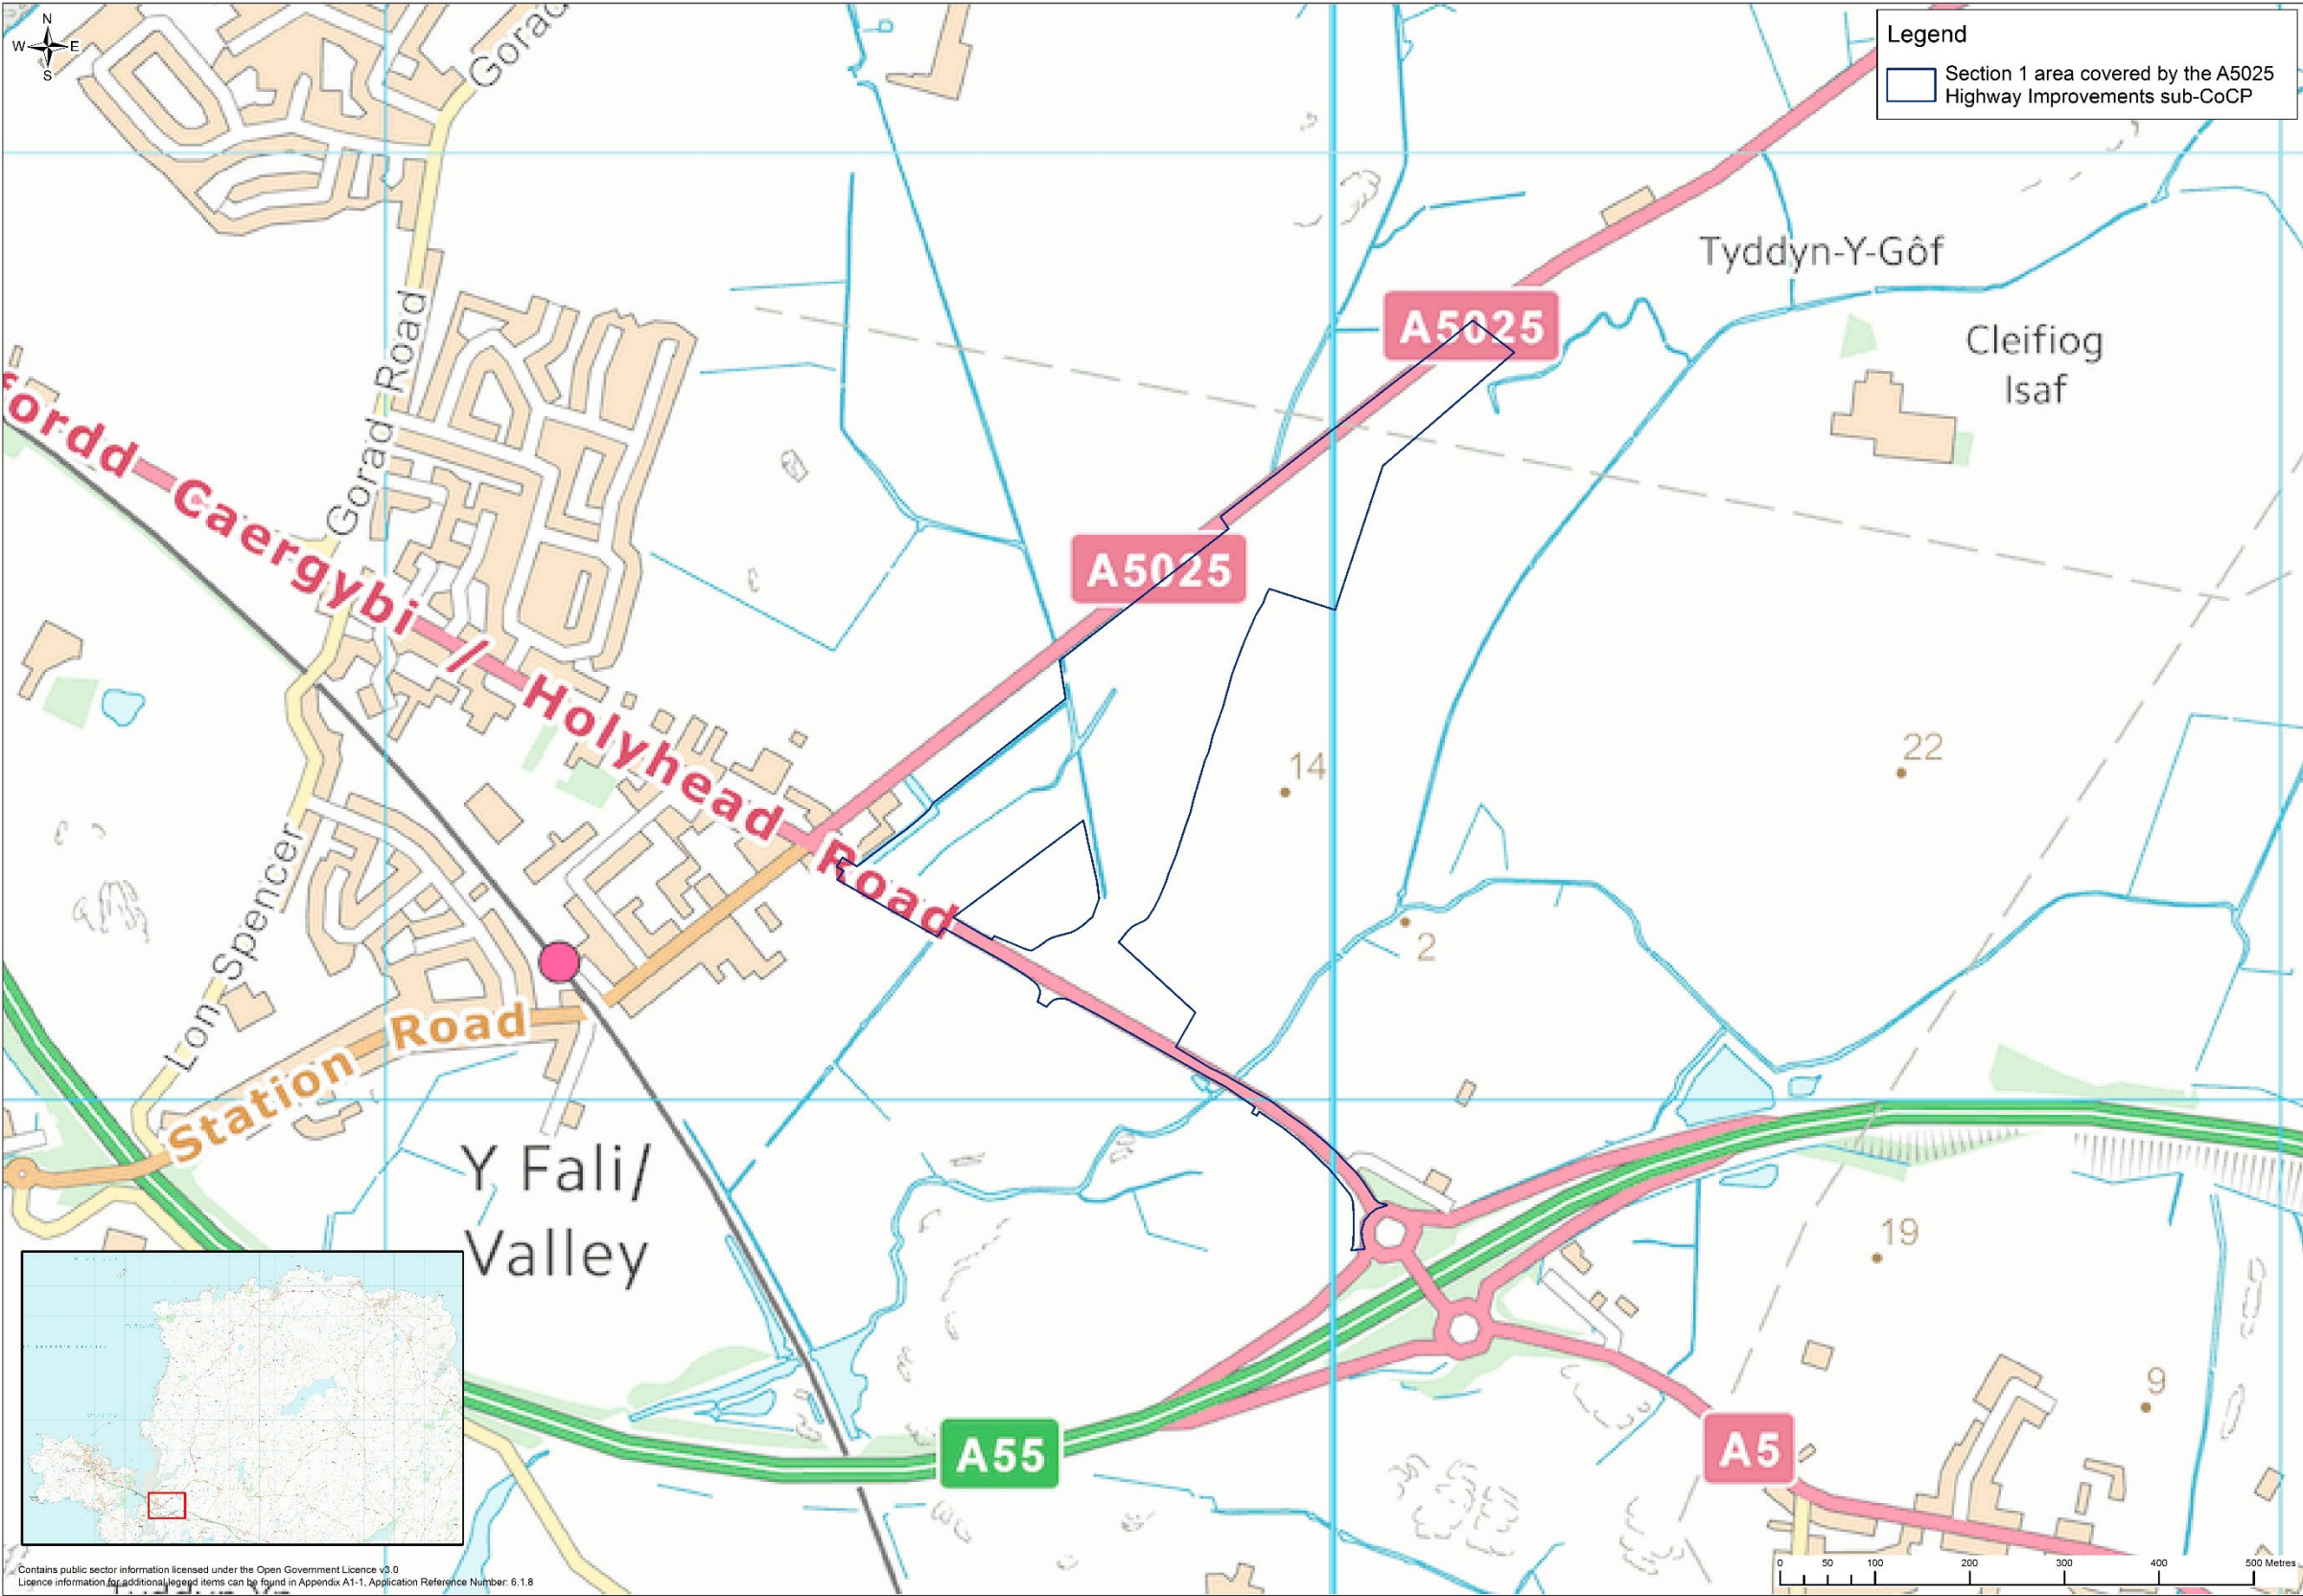 N
W
E
S
Gorad
Legend
Section 1 area covered by the A5025
Highway Improvements sub-CoCP
Tyddyn-Y-Gôf
Gorad Road
A5025
Cleifiog
Isaf
fordd Caergybi / Holyhead Road
Gorad Road
A5025
22
14
Lon Spencer
2
Station Road
Y Fali/
Valley
19
9
A55
A5
0 50 100 200 300 400 500 Metres
Contains public sector information licensed under the Open Government Licence v3.0
Licence information for additional legend items can be found in Appendix A1-1, Application Reference Number: 6.1.8